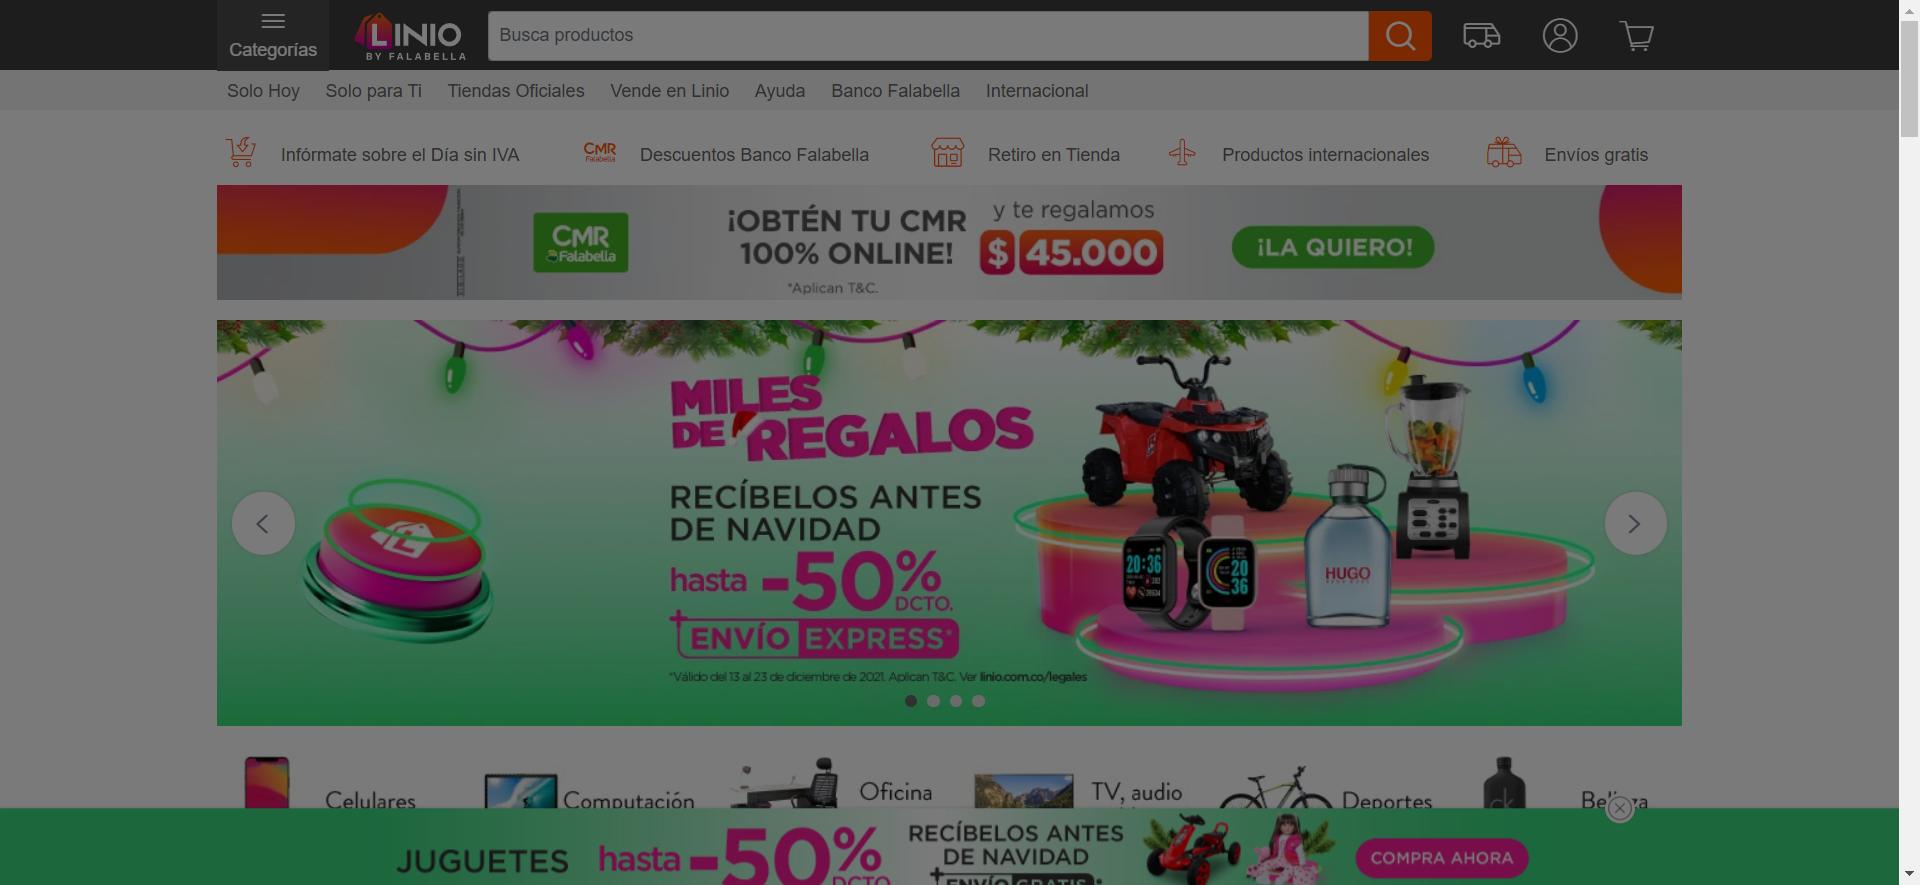 Categorías
LINIO
BY FALABELLA
Busca productos
Solo Hoy
Solo para Ti
Tiendas Oficiales
Vende en Linio
Ayuda
Banco Falabella
Internacional
Infórmate sobre el Día sin IVA
CMR
Falabella
Descuentos Banco Falabella
Retiro en Tienda
Productos internacionales
Envíos gratis
CMR
Falabella
¡OBTÉN TU CMR
100% ONLINE!
*Aplican T&C.
y te regalamos
$ 45.000
¡LA QUIERO!
MILES
DE REGALOS
RECÍBELOS ANTES
DE NAVIDAD
hasta -50%
DCTO.
+ ENVÍO EXPRESS*
*Válido del 13 al 23 de diciembre de 2021. Aplican T&C. Ver linio.com.co/legales
20:36
20
36
HUGO
Celulares
Computación
Oficina
TV, audio
Deportes
ck
Belleza
JUGUETES
hasta -50%
DCTO
RECÍBELOS ANTES
DE NAVIDAD
+ ENVÍO GRATIS*
COMPRA AHORA